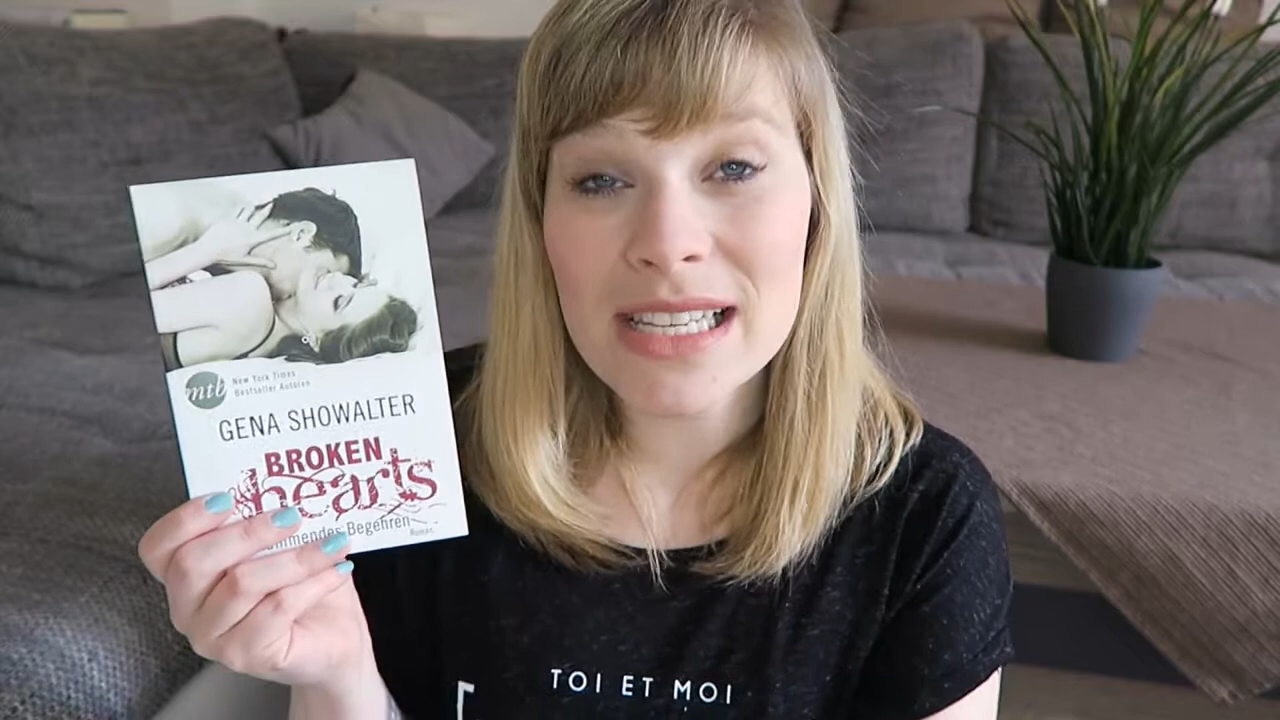 mtb
New York Times
Bestseller Autorin
GENA SHOWALTER
BROKEN
hearts
Begehren
Roman
TOI ET MOI